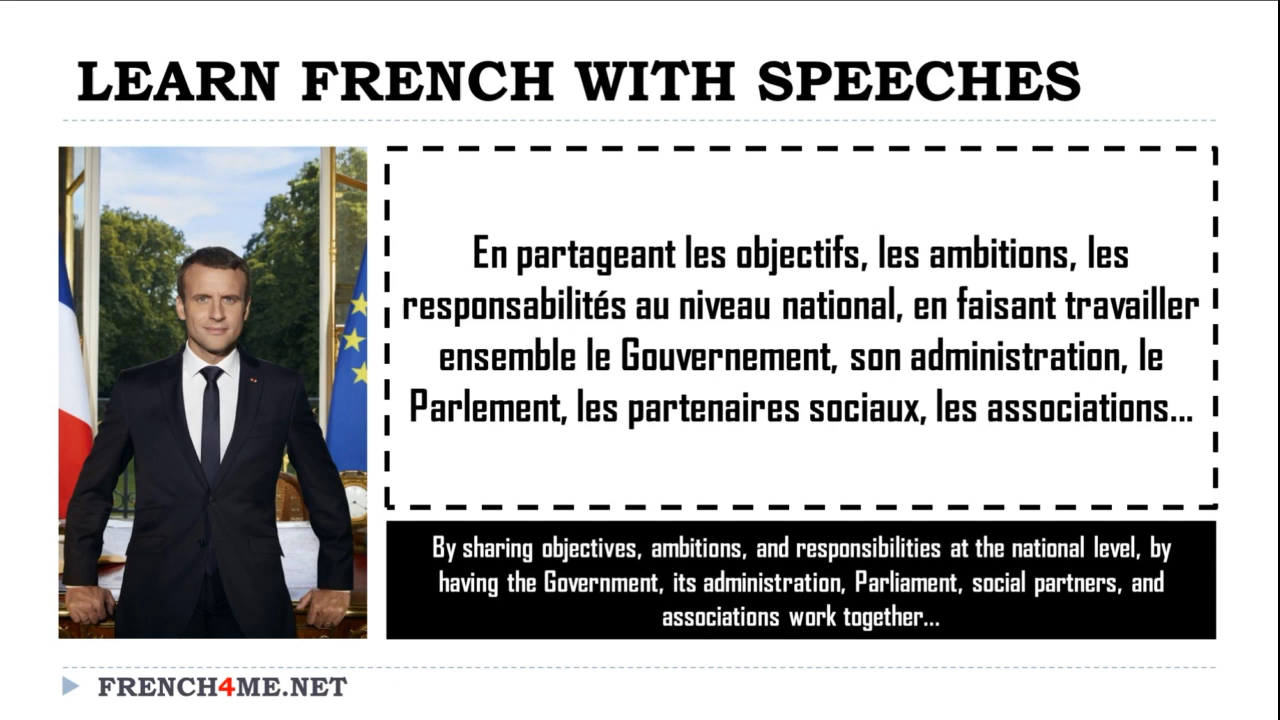 LEARN FRENCH WITH SPEECHES
En partageant les objectifs, les ambitions, les
responsabilités au niveau national, en faisant travailler
ensemble le Gouvernement, son administration, le
Parlement, les partenaires sociaux, les associations...
By sharing objectives, ambitions, and responsibilities at the national level, by
having the Government, its administration, Parliament, social partners, and
associations work together...
FRENCH4ME.NET